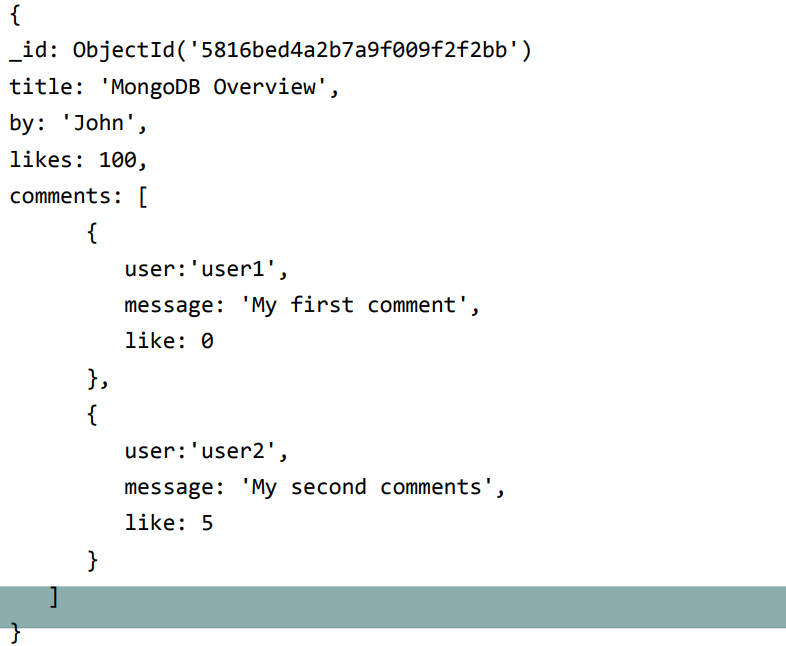 {
_id: ObjectId('5816bed4a2b7a9f009f2f2bb')
title: 'MongoDB Overview',
by: 'John',
likes: 100,
comments: [
{
user:'user1',
message: 'My first comment',
like: 0
},
{
user:'user2',
message: 'My second comments',
like: 5
}
]
}